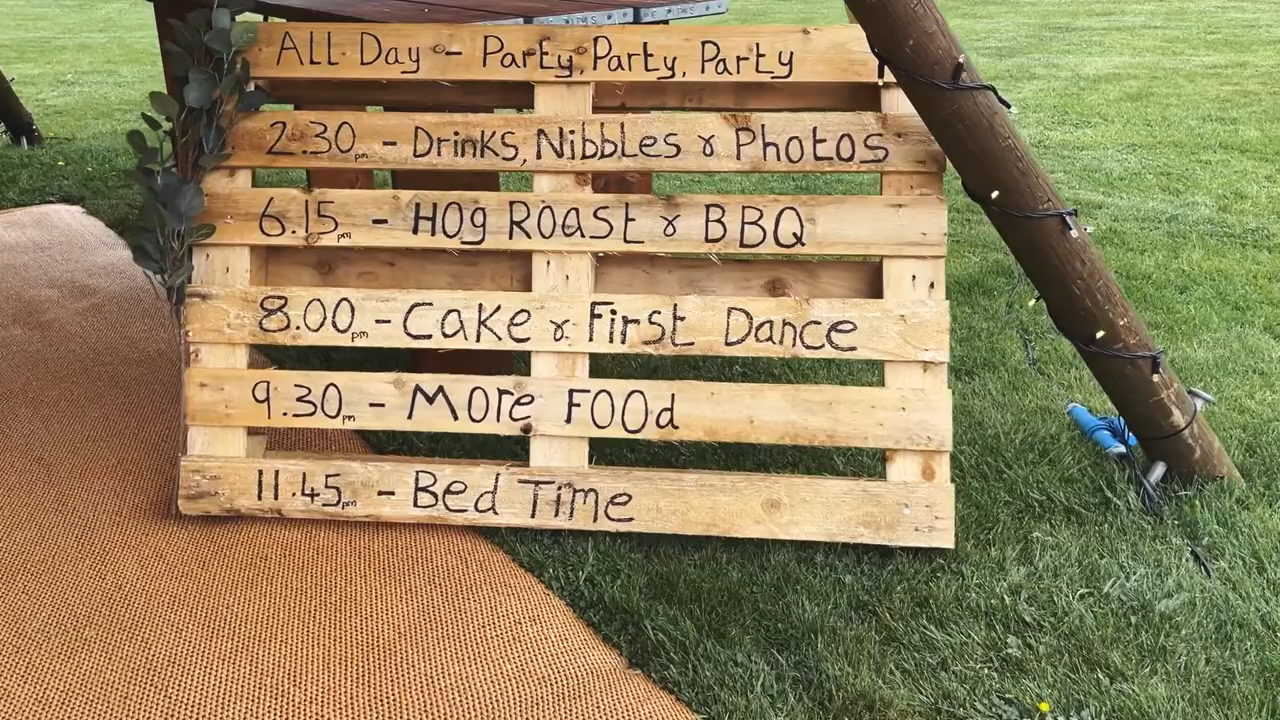 ALL Day - Party, Party, Party
2.30pm - Drinks, Nibbles & Photos
6.15pm - Hog Roast & BBQ
8.00pm - Cake & First Dance
9.30pm - More Food
11.45pm - Bed Time